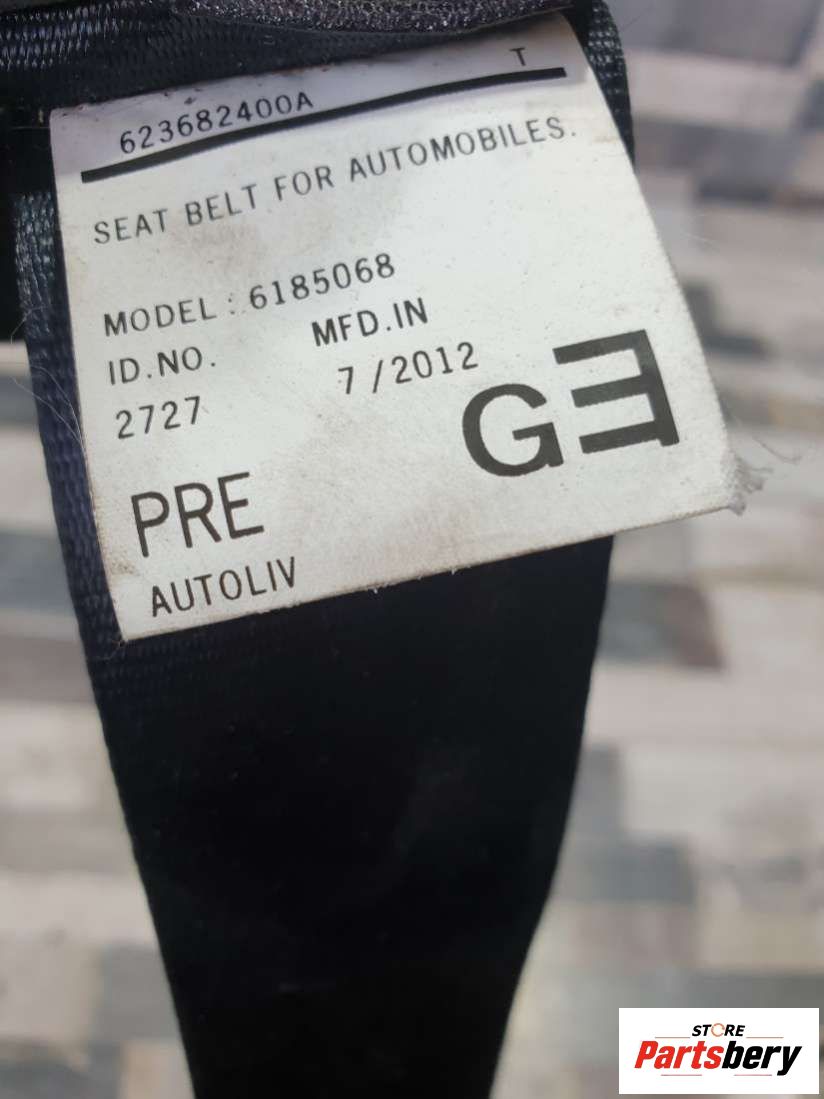 623682400A T
SEAT BELT FOR AUTOMOBILES.
MODEL : 6185068
ID.NO. MFD.IN
2727 7/2012
PRE GE
AUTOLIV
STORE
Partsbery